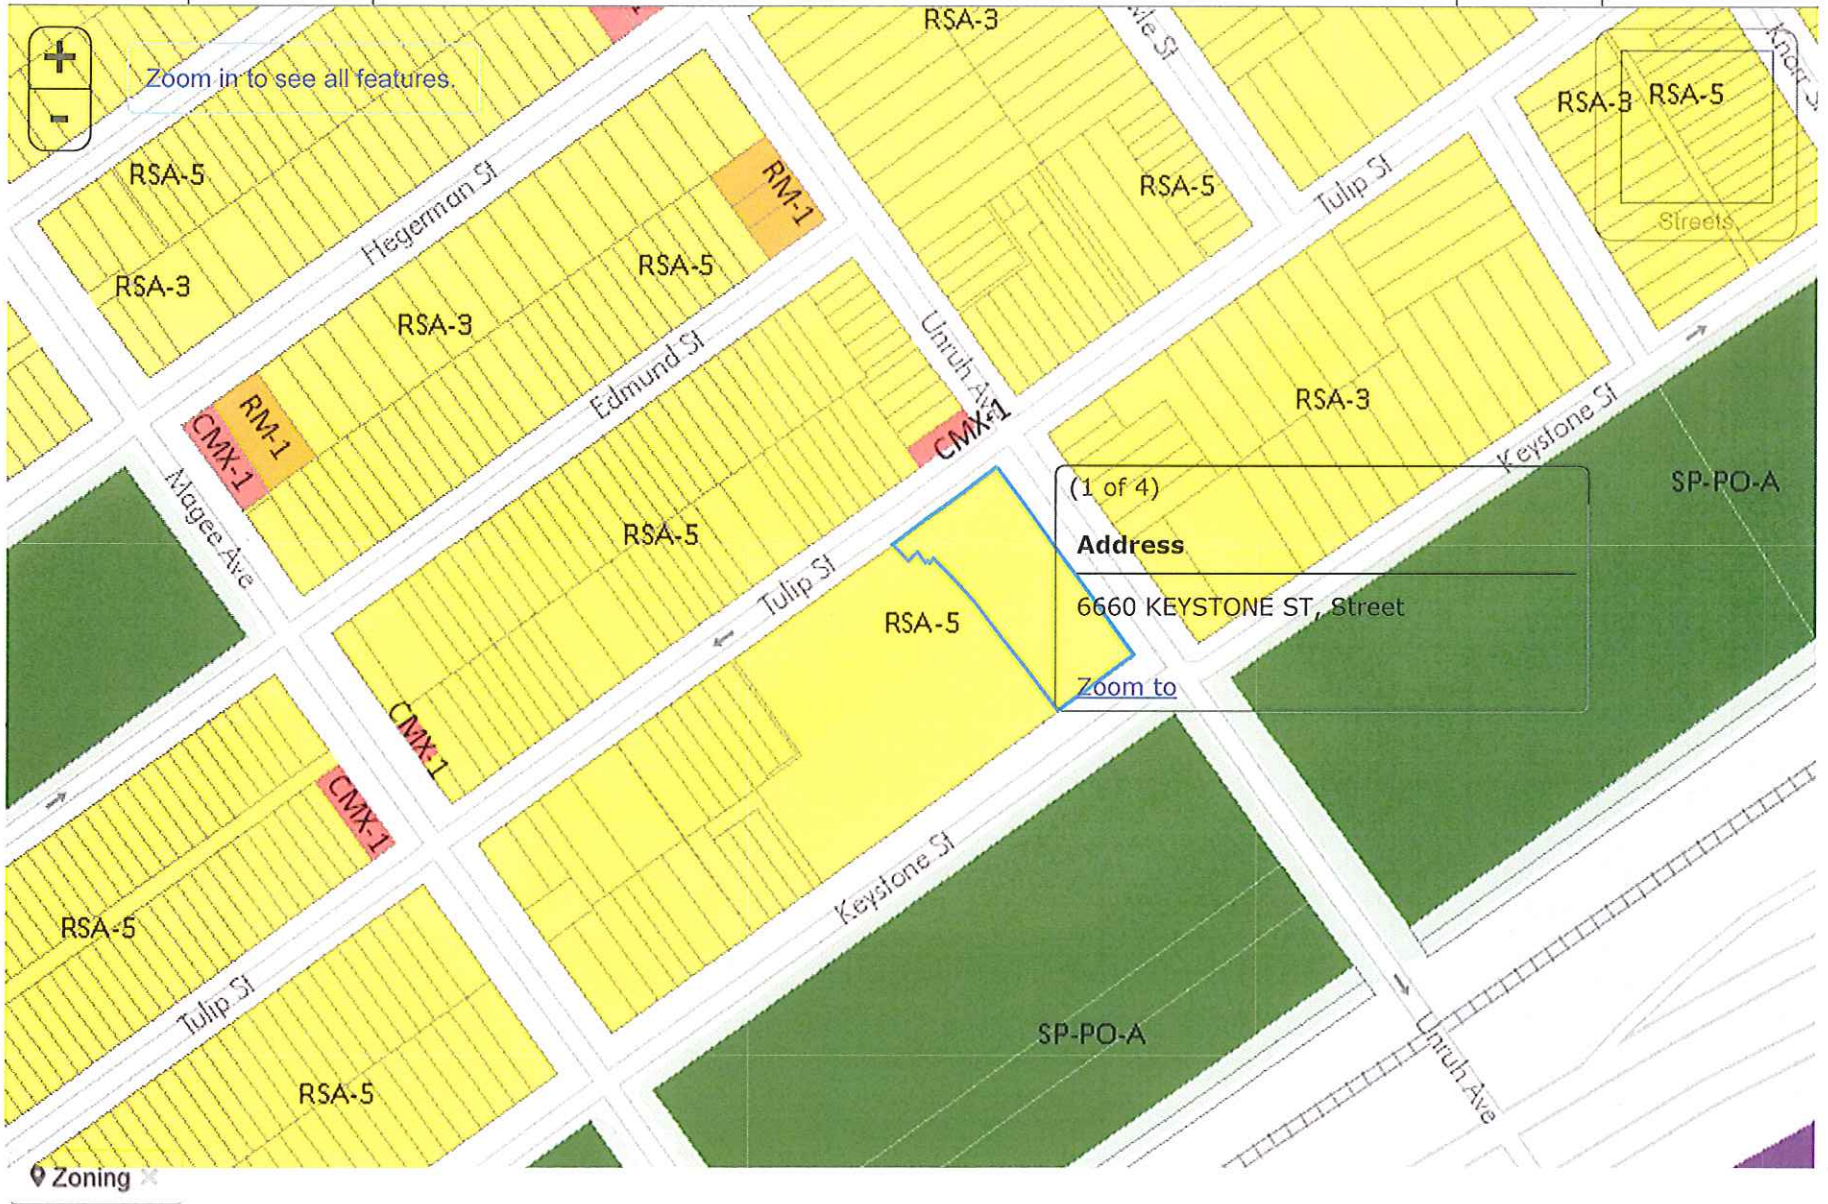 RSA-3
Zoom in to see all features.
RSA-3
RSA-5
RSA-5
Hegerman St
RM-1
RSA-5
Tulip St
Streets
RSA-3
RSA-5
RSA-3
Edmund St
Unruh Ave
CMX-1
RM-1
CMX-1
RSA-3
Keystone St
SP-PO-A
Magee Ave
RSA-5
(1 of 4)
Address
6660 KEYSTONE ST, Street
Zoom to
Tulip St
RSA-5
CMX-1
CMX-1
Keystone St
RSA-5
Tulip St
SP-PO-A
Unruh Ave
RSA-5
Zoning